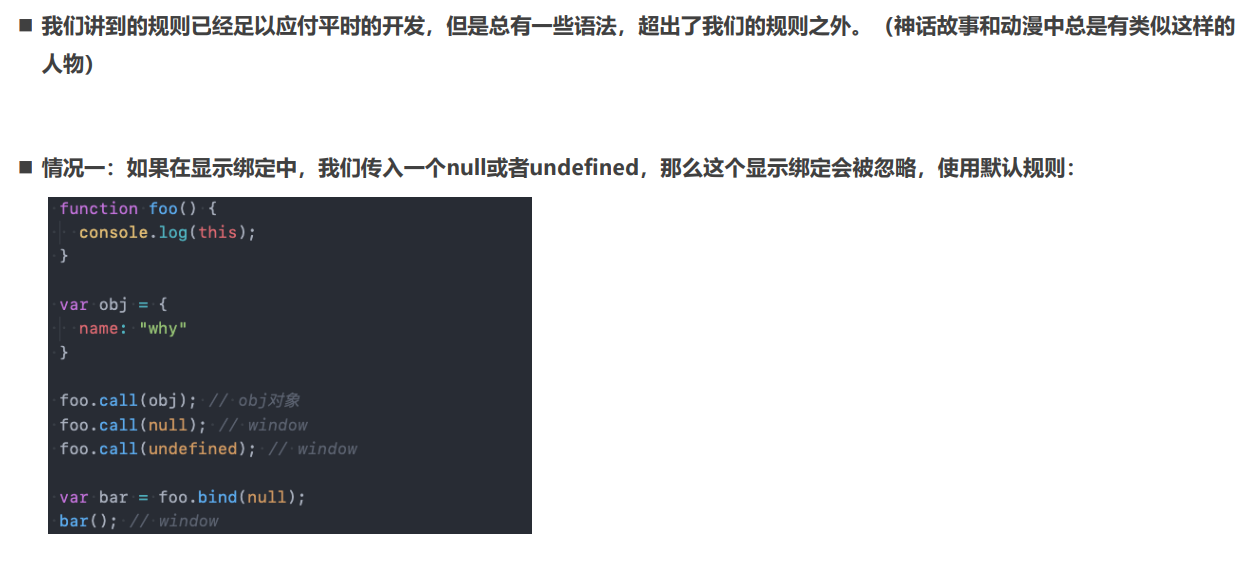 ■ 我们讲到的规则已经足以应付平时的开发，但是总有一些语法，超出了我们的规则之外。（神话故事和动漫中总是有类似这样的
人物）
■ 情况一：如果在显示绑定中，我们传入一个null或者undefined，那么这个显示绑定会被忽略，使用默认规则：
function foo() {
  console.log(this);
}
var obj = {
  name: "why"
}
foo.call(obj); // obj对象
foo.call(null); // window
foo.call(undefined); // window
var bar = foo.bind(null);
bar(); // window